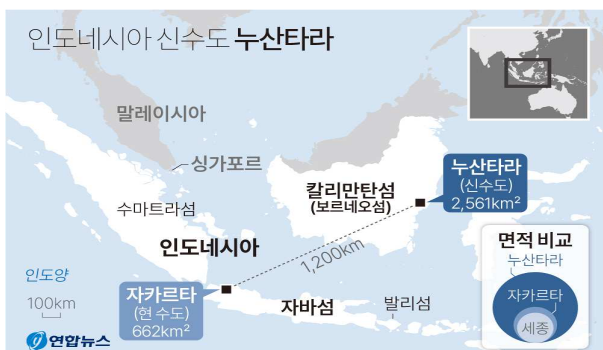 인도네시아 신수도 누산타라
말레이시아
싱가포르
누산타라
(신수도)
2,561km²
칼리만탄섬
(보르네오섬)
수마트라섬
인도네시아
1,200km
면적 비교
누산타라
자카르타
세종
인도양
100km
자카르타
(현 수도)
662km²
자바섬
발리섬
연합뉴스